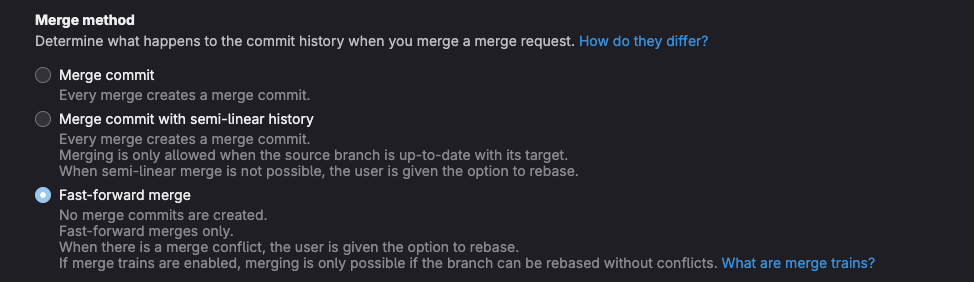 Merge method
Determine what happens to the commit history when you merge a merge request. How do they differ?
Merge commit
Every merge creates a merge commit.
Merge commit with semi-linear history
Every merge creates a merge commit.
Merging is only allowed when the source branch is up-to-date with its target.
When semi-linear merge is not possible, the user is given the option to rebase.
Fast-forward merge
No merge commits are created.
Fast-forward merges only.
When there is a merge conflict, the user is given the option to rebase.
If merge trains are enabled, merging is only possible if the branch can be rebased without conflicts. What are merge trains?